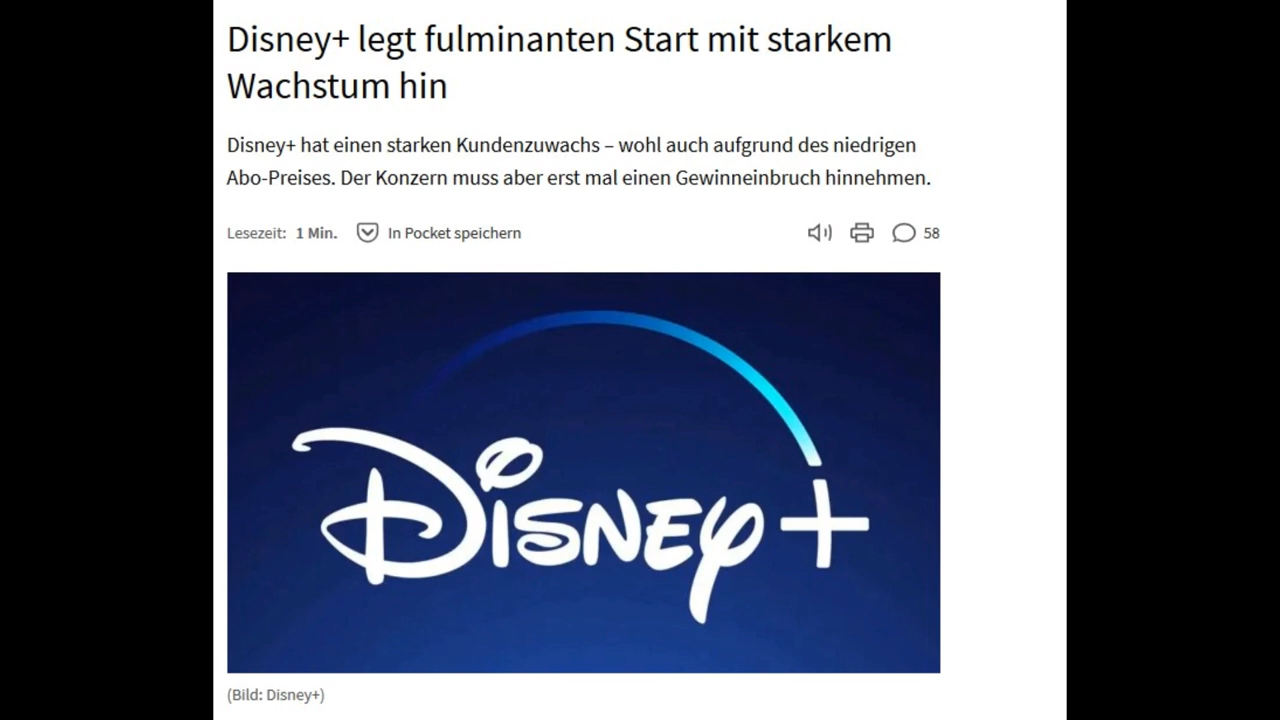 Disney+ legt fulminanten Start mit starkem
Wachstum hin
Disney+ hat einen starken Kundenzuwachs – wohl auch aufgrund des niedrigen
Abo-Preises. Der Konzern muss aber erst mal einen Gewinneinbruch hinnehmen.
Lesezeit: 1 Min. In Pocket speichern 58
Disney+
(Bild: Disney+)